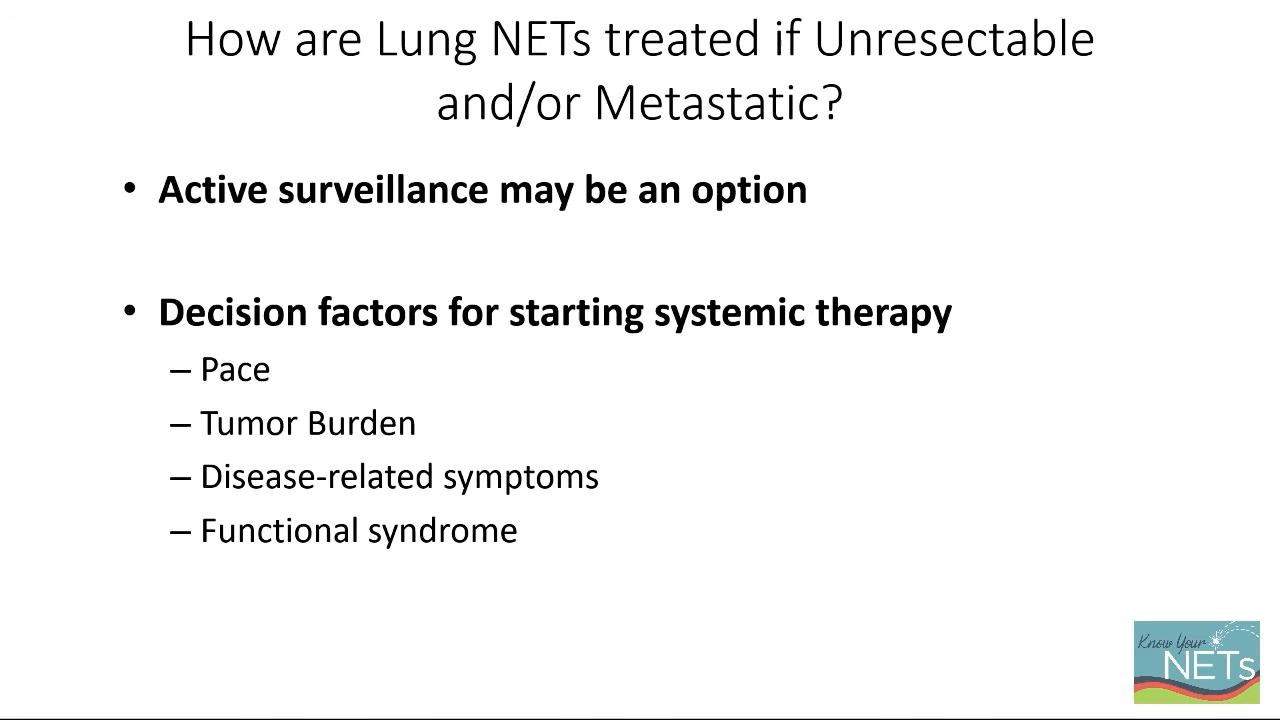 How are Lung NETs treated if Unresectable
and/or Metastatic?
• Active surveillance may be an option
• Decision factors for starting systemic therapy
– Pace
– Tumor Burden
– Disease-related symptoms
– Functional syndrome
Know Your
NETs